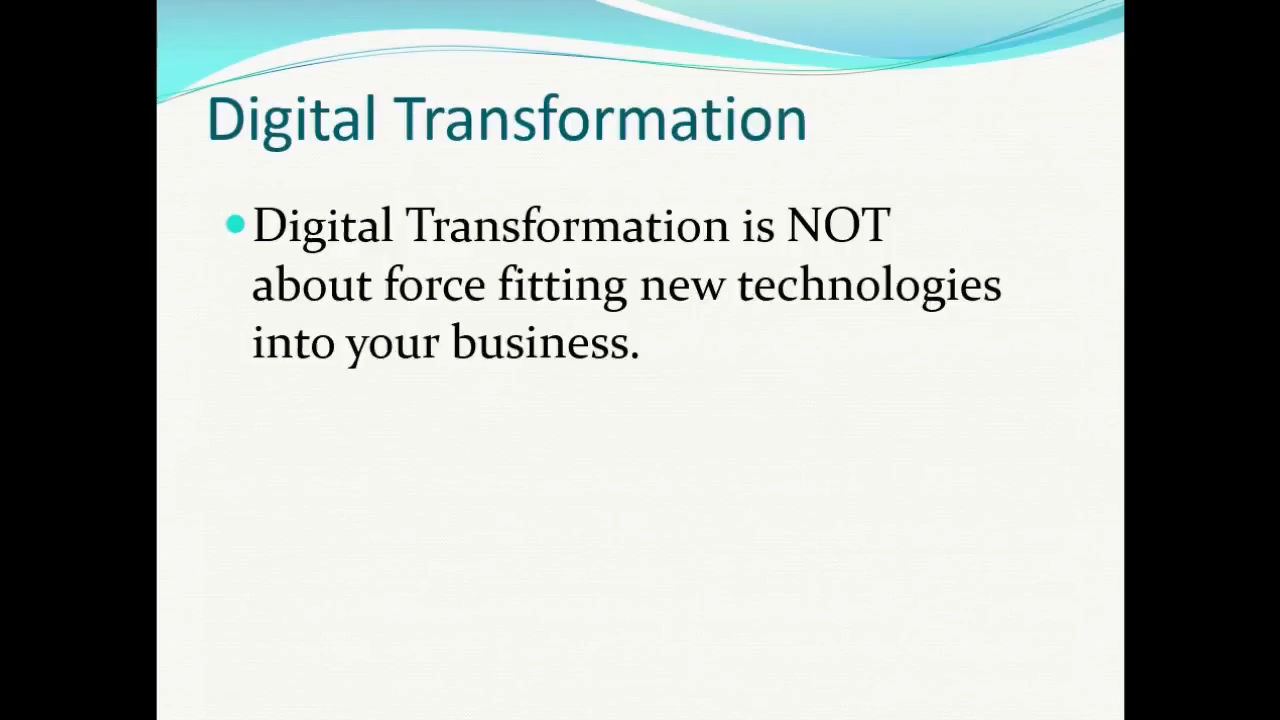 Digital Transformation
Digital Transformation is NOT
about force fitting new technologies
into your business.